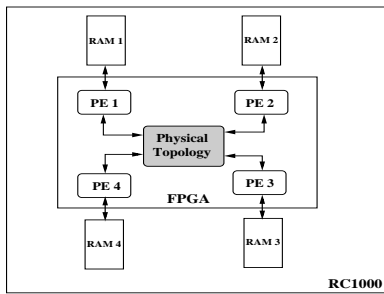 RAM 1
RAM 2
PE 1
PE 2
Physical
Topology
PE 4
PE 3
FPGA
RAM 4
RAM 3
RC1000